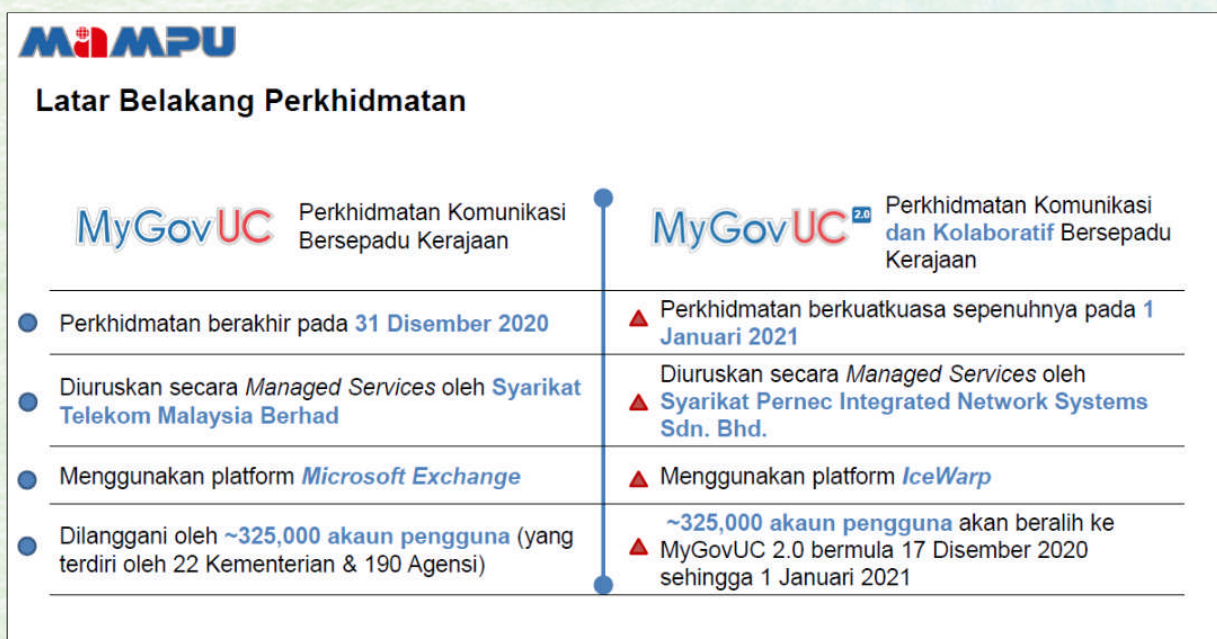 MAMPU
Latar Belakang Perkhidmatan
MyGovUC
Perkhidmatan Komunikasi
Bersepadu Kerajaan
MyGovUC 2.0
Perkhidmatan Komunikasi
dan Kolaboratif Bersepadu
Kerajaan
Perkhidmatan berakhir pada 31 Disember 2020
Perkhidmatan berkuatkuasa sepenuhnya pada 1
Januari 2021
Diuruskan secara Managed Services oleh Syarikat
Telekom Malaysia Berhad
Diuruskan secara Managed Services oleh
Syarikat Pernec Integrated Network Systems
Sdn. Bhd.
Menggunakan platform Microsoft Exchange
Menggunakan platform IceWarp
Dilanggani oleh ~325,000 akaun pengguna (yang
terdiri oleh 22 Kementerian & 190 Agensi)
~325,000 akaun pengguna akan beralih ke
MyGovUC 2.0 bermula 17 Disember 2020
sehingga 1 Januari 2021